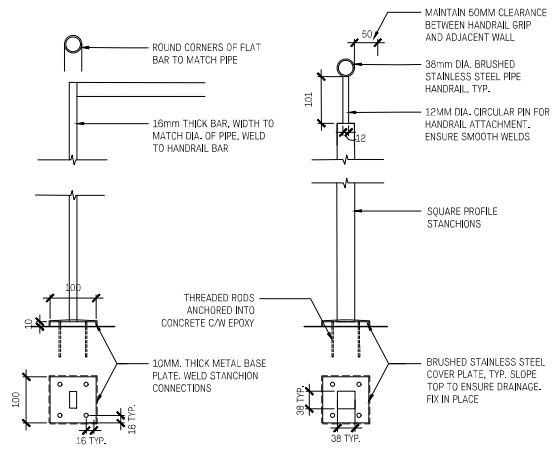 MAINTAIN 50MM CLEARANCE
BETWEEN HANDRAIL GRIP
AND ADJACENT WALL
50
ROUND CORNERS OF FLAT
BAR TO MATCH PIPE
38mm DIA. BRUSHED
STAINLESS STEEL PIPE
HANDRAIL, TYP.
101
16mm THICK BAR, WIDTH TO
MATCH DIA. OF PIPE, WELD
TO HANDRAIL BAR
12MM DIA. CIRCULAR PIN FOR
HANDRAIL ATTACHMENT.
ENSURE SMOOTH WELDS
12
SQUARE PROFILE
STANCHIONS
100
10
THREADED RODS
ANCHORED INTO
CONCRETE C/W EPOXY
10MM. THICK METAL BASE
PLATE. WELD STANCHION
CONNECTIONS
BRUSHED STAINLESS STEEL
COVER PLATE, TYP. SLOPE
TOP TO ENSURE DRAINAGE.
FIX IN PLACE
100
16 TYP.
16 TYP.
38 TYP.
38 TYP.